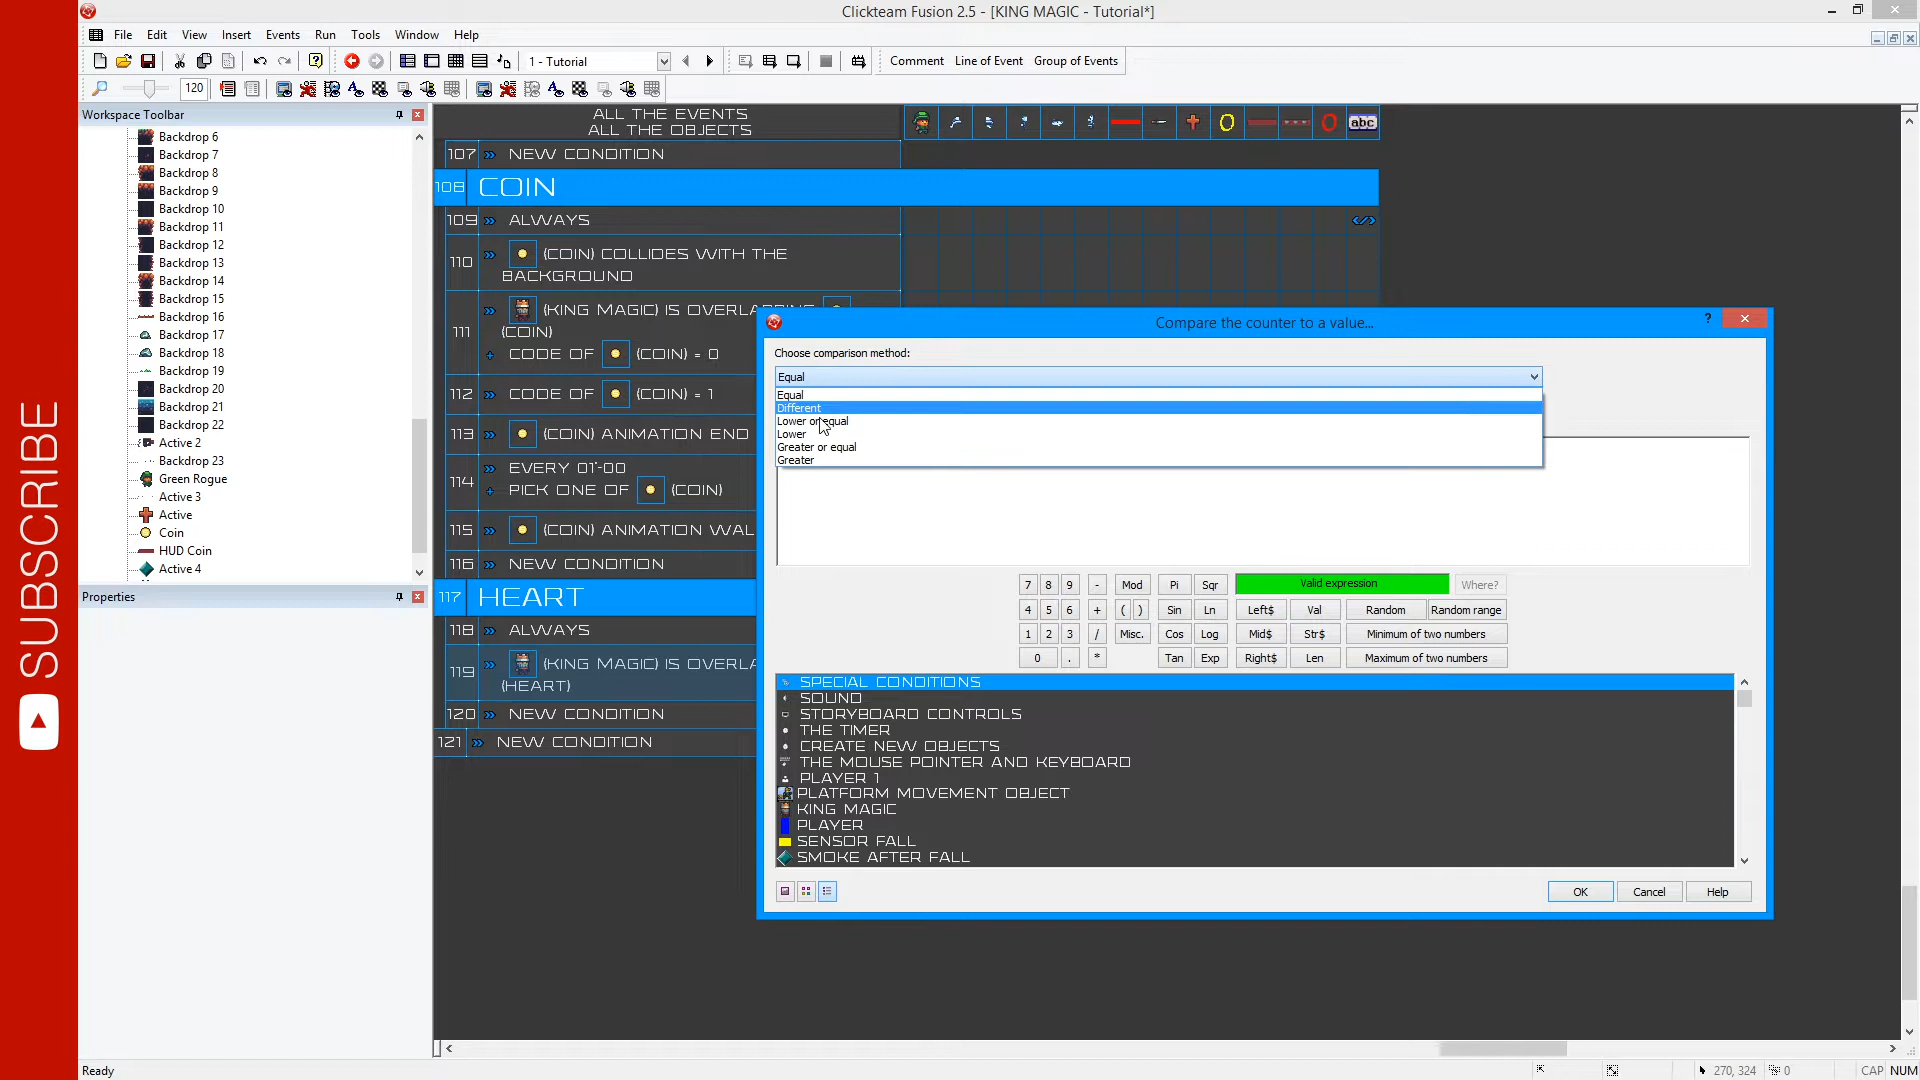 Clickteam Fusion 2.5 - [KING MAGIC - Tutorial*]
File Edit View Insert Events Run Tools Window Help
1 - Tutorial
Comment Line of Event Group of Events
120
Workspace Toolbar
Backdrop 6
Backdrop 7
Backdrop 8
Backdrop 9
Backdrop 10
Backdrop 11
Backdrop 12
Backdrop 13
Backdrop 14
Backdrop 15
Backdrop 16
Backdrop 17
Backdrop 18
Backdrop 19
Backdrop 20
Backdrop 21
Backdrop 22
Active 2
Backdrop 23
Green Rogue
Active 3
Active
Coin
HUD Coin
Active 4
Properties
SUBSCRIBE
ALL THE EVENTS
ALL THE OBJECTS
abc
107 NEW CONDITION
108 COIN
109 ALWAYS
110 (COIN) COLLIDES WITH THE
BACKGROUND
111 (KING MAGIC) IS OVERLAPPING
(COIN)
+ CODE OF (COIN) = 0
112 CODE OF (COIN) = 1
113 (COIN) ANIMATION END
114 EVERY 01''-00
+ PICK ONE OF (COIN)
115 (COIN) ANIMATION WAL
116 NEW CONDITION
117 HEART
118 ALWAYS
119 (KING MAGIC) IS OVERLA
(HEART)
120 NEW CONDITION
121 NEW CONDITION
Compare the counter to a value...
?
Choose comparison method:
Equal
Equal
Different
Lower or equal
Lower
Greater or equal
Greater
7 8 9 - Mod Pi Sqr Valid expression Where?
4 5 6 + ( ) Sin Ln Left$ Val Random Random range
1 2 3 / Misc. Cos Log Mid$ Str$ Minimum of two numbers
0 . * Tan Exp Right$ Len Maximum of two numbers
SPECIAL CONDITIONS
SOUND
STORYBOARD CONTROLS
THE TIMER
CREATE NEW OBJECTS
THE MOUSE POINTER AND KEYBOARD
PLAYER 1
PLATFORM MOVEMENT OBJECT
KING MAGIC
PLAYER
SENSOR FALL
SMOKE AFTER FALL
OK Cancel Help
Ready
270, 324 0 CAP NUM